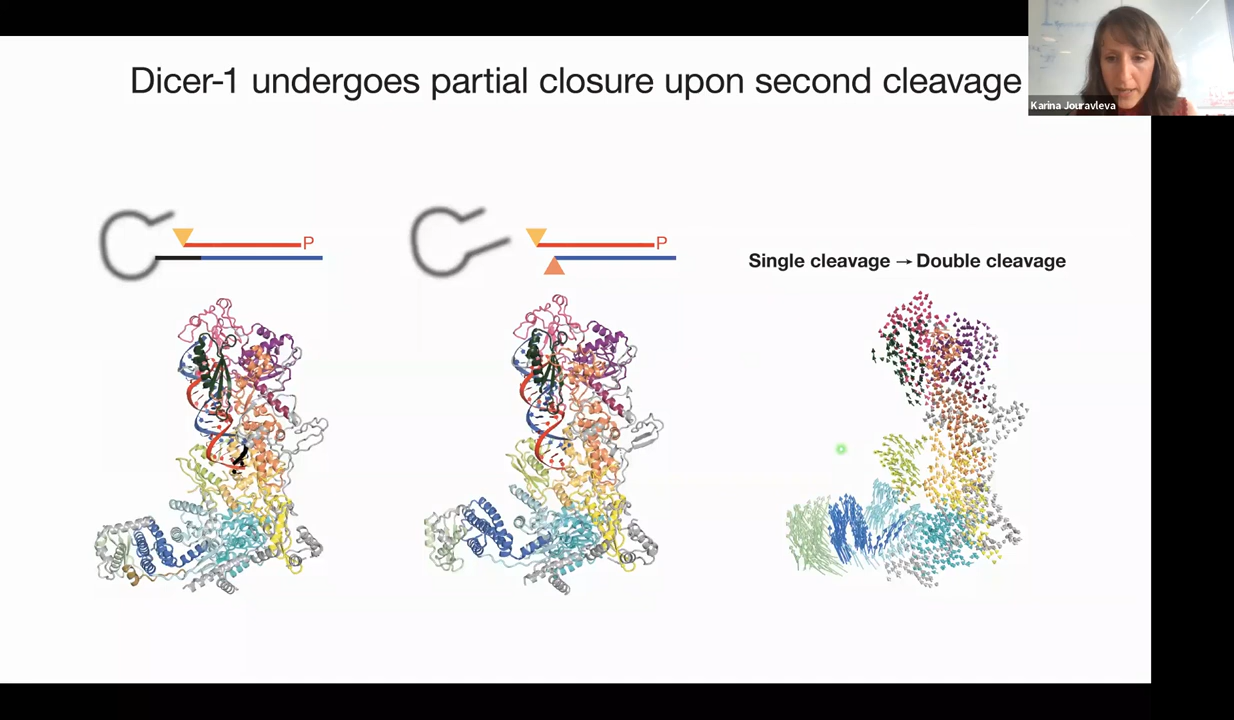 Dicer-1 undergoes partial closure upon second cleavage
Karina Jouravleva
P
P
Single cleavage → Double cleavage